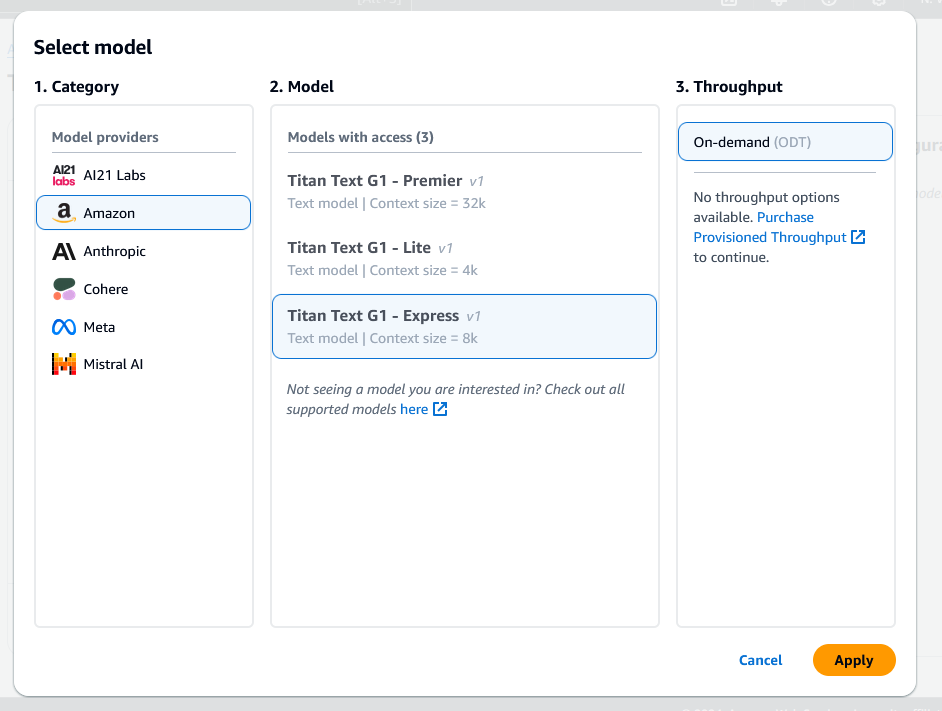 Select model
1. Category
Model providers
AI21 labs AI21 Labs
a Amazon
Anthropic
Cohere
Meta
Mistral AI
2. Model
Models with access (3)
Titan Text G1 - Premier v1
Text model | Context size = 32k
Titan Text G1 - Lite v1
Text model | Context size = 4k
Titan Text G1 - Express v1
Text model | Context size = 8k
Not seeing a model you are interested in? Check out all
supported models here
3. Throughput
On-demand (ODT)
No throughput options
available. Purchase
Provisioned Throughput
to continue.
Cancel
Apply